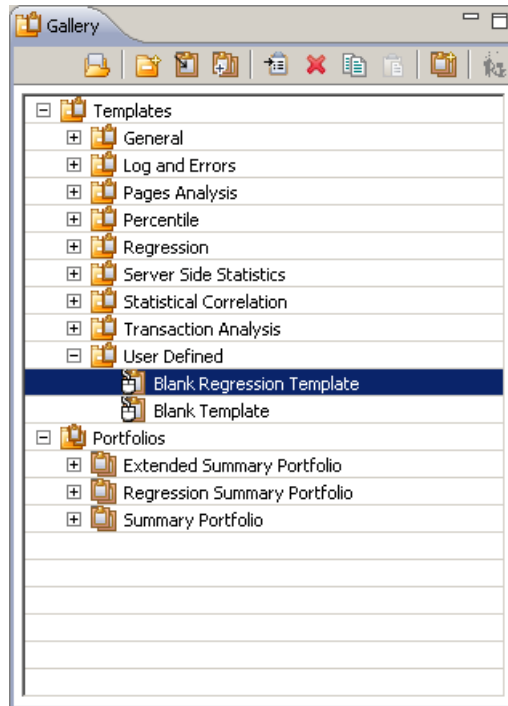 Gallery
Templates
General
Log and Errors
Pages Analysis
Percentile
Regression
Server Side Statistics
Statistical Correlation
Transaction Analysis
User Defined
Blank Regression Template
Blank Template
Portfolios
Extended Summary Portfolio
Regression Summary Portfolio
Summary Portfolio